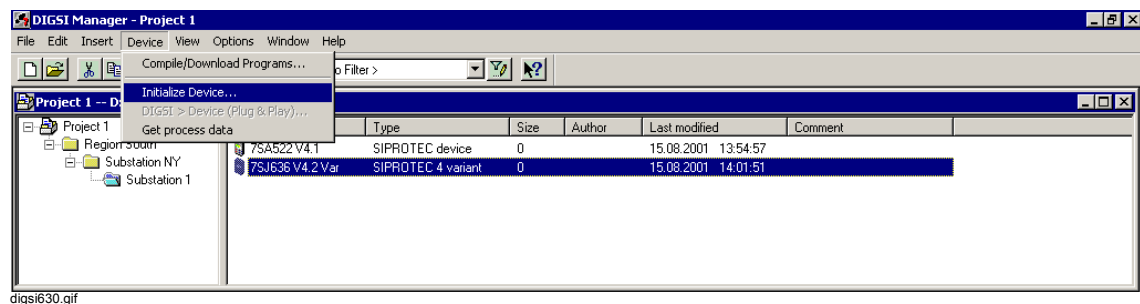 DIGSI Manager - Project 1
File Edit Insert Device View Options Window Help
Compile/Download Programs...
o Filter >
Initialize Device...
Project 1 -- D:
DIGSI > Device (Plug & Play)...
Get process data
Project 1
Type Size Author Last modified Comment
Region South
7SA522 V4.1 SIPROTEC device 0 15.08.2001 13:54:57
Substation NY
7SJ636 V4.2 Var SIPROTEC 4 variant 0 15.08.2001 14:01:51
Substation 1
digsi630.gif